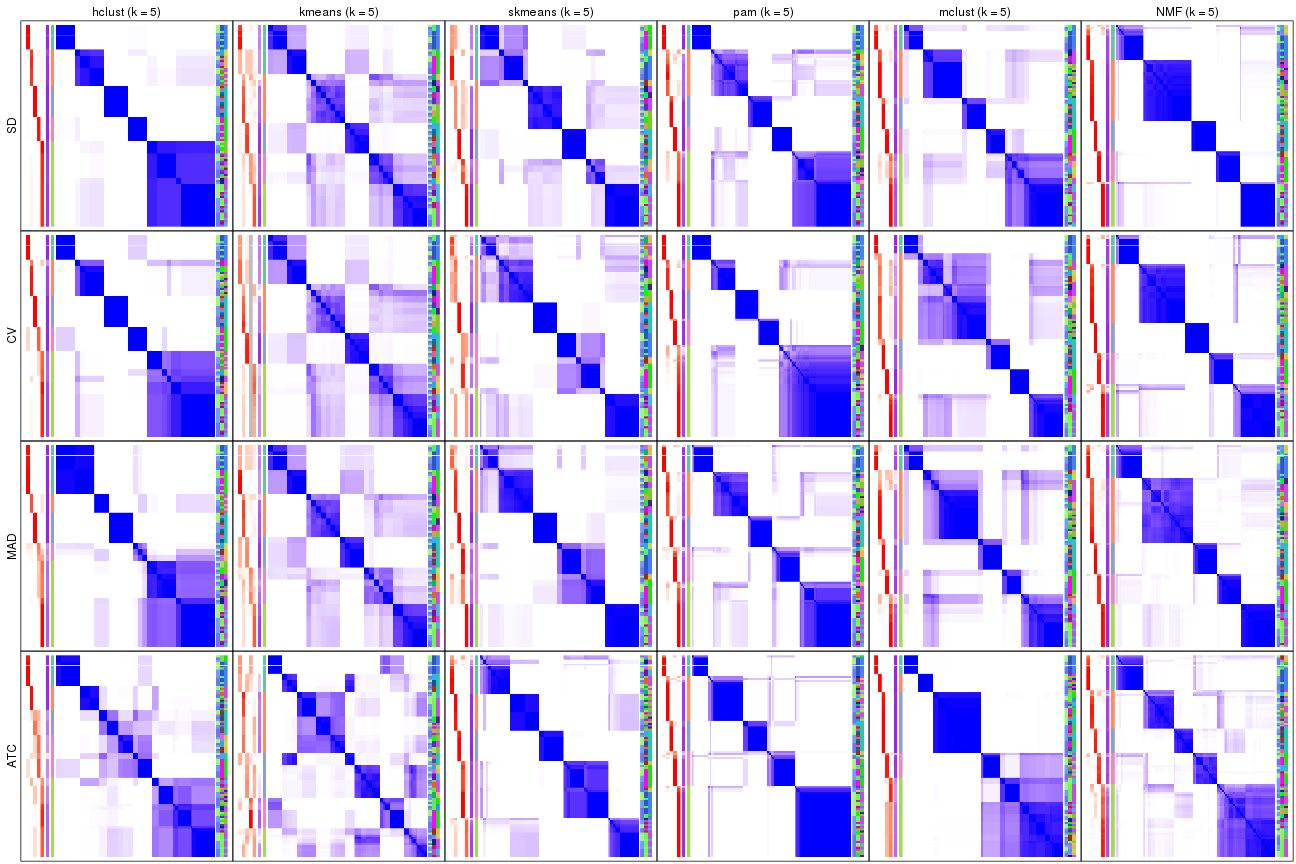 hclust (k = 5) kmeans (k = 5) skmeans (k = 5) pam (k = 5) mclust (k = 5) NMF (k = 5)
SD
CV
MAD
ATC